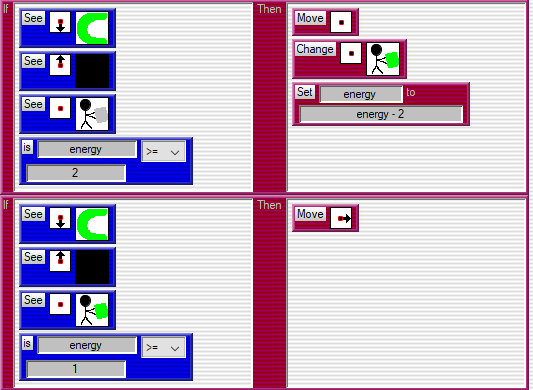 If
Then
See
Move
See
Change
See
Set energy to
energy - 2
is energy >=
2
If
Then
See
Move
See
See
is energy >=
1